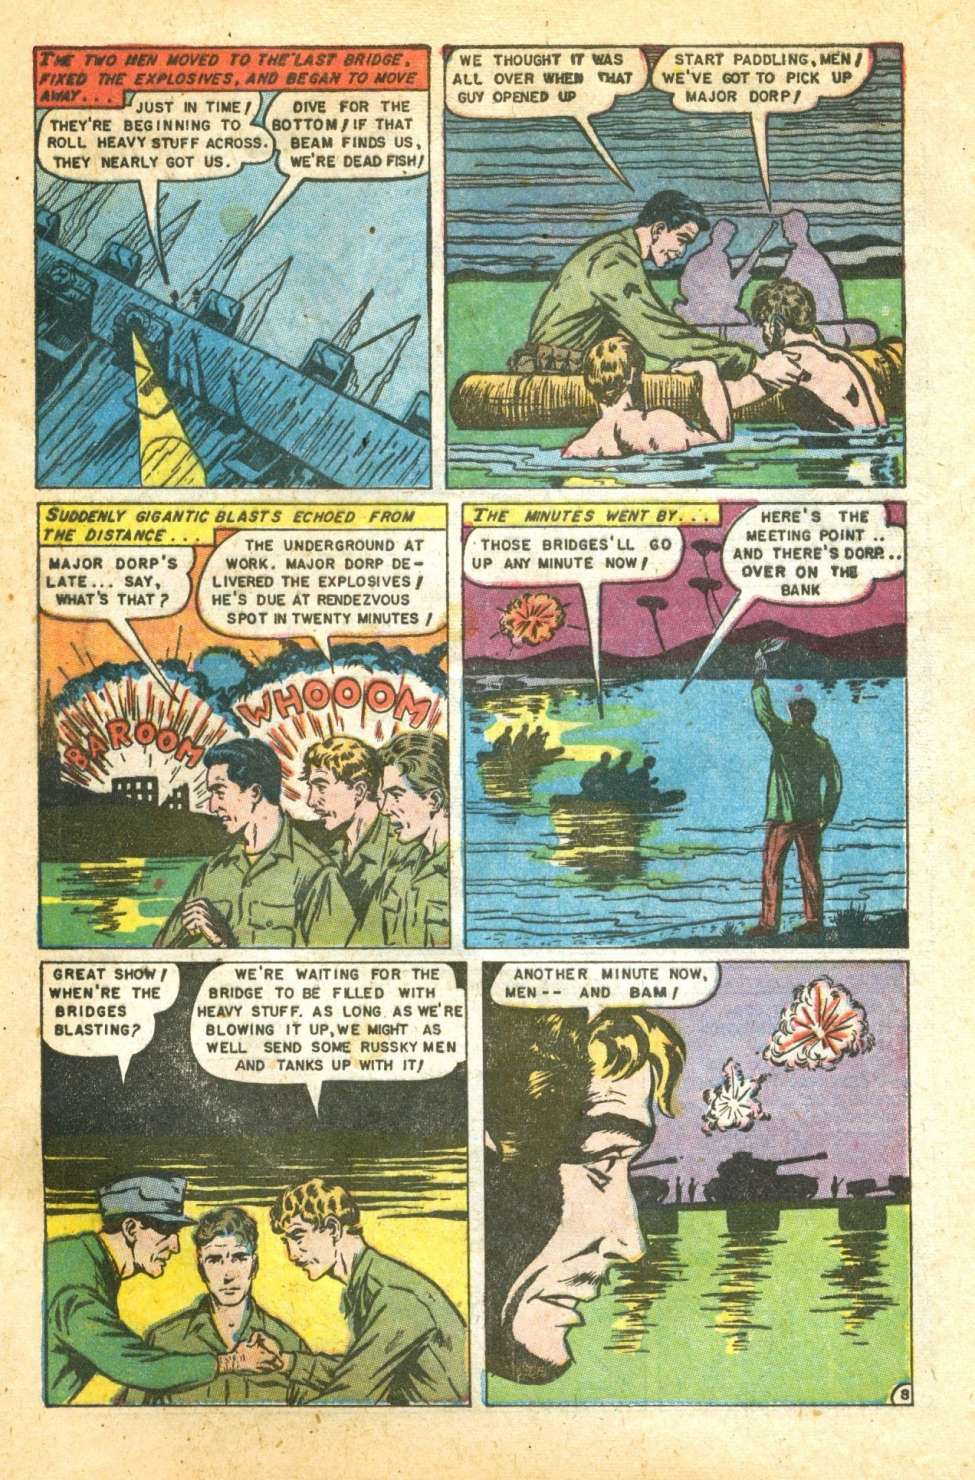 THE TWO MEN MOVED TO THE LAST BRIDGE,
FIXED THE EXPLOSIVES, AND BEGAN TO MOVE
AWAY...
JUST IN TIME!
THEY'RE BEGINNING TO
ROLL HEAVY STUFF ACROSS.
THEY NEARLY GOT US.
DIVE FOR THE
BOTTOM! IF THAT
BEAM FINDS US,
WE'RE DEAD FISH!
WE THOUGHT IT WAS
ALL OVER WHEN THAT
GUY OPENED UP
START PADDLING, MEN!
WE'VE GOT TO PICK UP
MAJOR DORP!
SUDDENLY GIGANTIC BLASTS ECHOED FROM
THE DISTANCE...
MAJOR DORP'S
LATE... SAY,
WHAT'S THAT?
THE UNDERGROUND AT
WORK. MAJOR DORP DE-
LIVERED THE EXPLOSIVES!
HE'S DUE AT RENDEZVOUS
SPOT IN TWENTY MINUTES!
BAROOM
WHOOOM
THE MINUTES WENT BY...
THOSE BRIDGES'LL GO
UP ANY MINUTE NOW!
HERE'S THE
MEETING POINT..
AND THERE'S DORP...
OVER ON THE
BANK
GREAT SHOW!
WHEN'RE THE
BRIDGES
BLASTING?
WE'RE WAITING FOR THE
BRIDGE TO BE FILLED WITH
HEAVY STUFF. AS LONG AS WE'RE
BLOWING IT UP, WE MIGHT AS
WELL SEND SOME RUSSKY MEN
AND TANKS UP WITH IT!
ANOTHER MINUTE NOW,
MEN-- AND BAM!
8